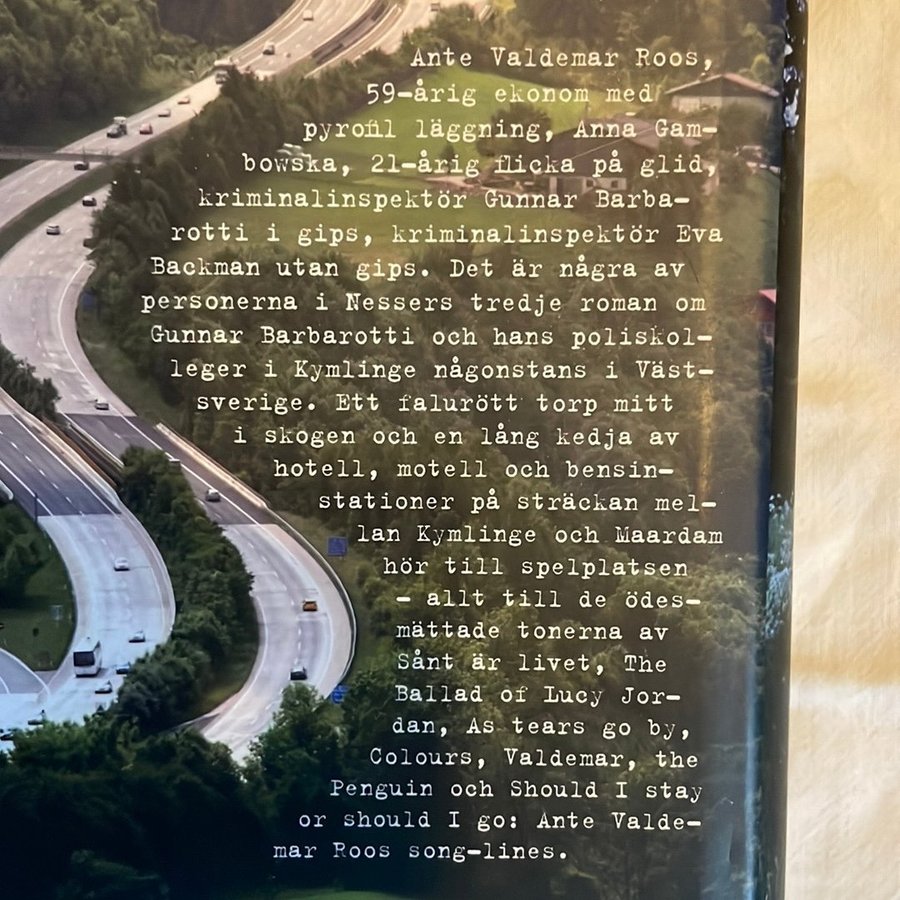 Ante Valdemar Roos,
59-årig ekonom med
pyrofil läggning, Anna Gam-
bowska, 21-årig flicka på glid,
kriminalinspektör Gunnar Barba-
rotti i gips, kriminalinspektör Eva
Backman utan gips. Det är några av
personerna i Nessers tredje roman om
Gunnar Barbarotti och hans poliskol-
leger i Kymlinge någonstans i Väst-
sverige. Ett falurött torp mitt
i skogen och en lång kedja av
hotell, motell och bensin-
stationer på sträckan mel-
lan Kymlinge och Maardam
hör till spelplatsen
- allt till de ödes-
mättade tonerna av
Sånt är livet, The
Ballad of Lucy Jor-
dan, As tears go by,
Colours, Valdemar, the
Penguin och Should I stay
or should I go: Ante Valde-
mar Roos song-lines.